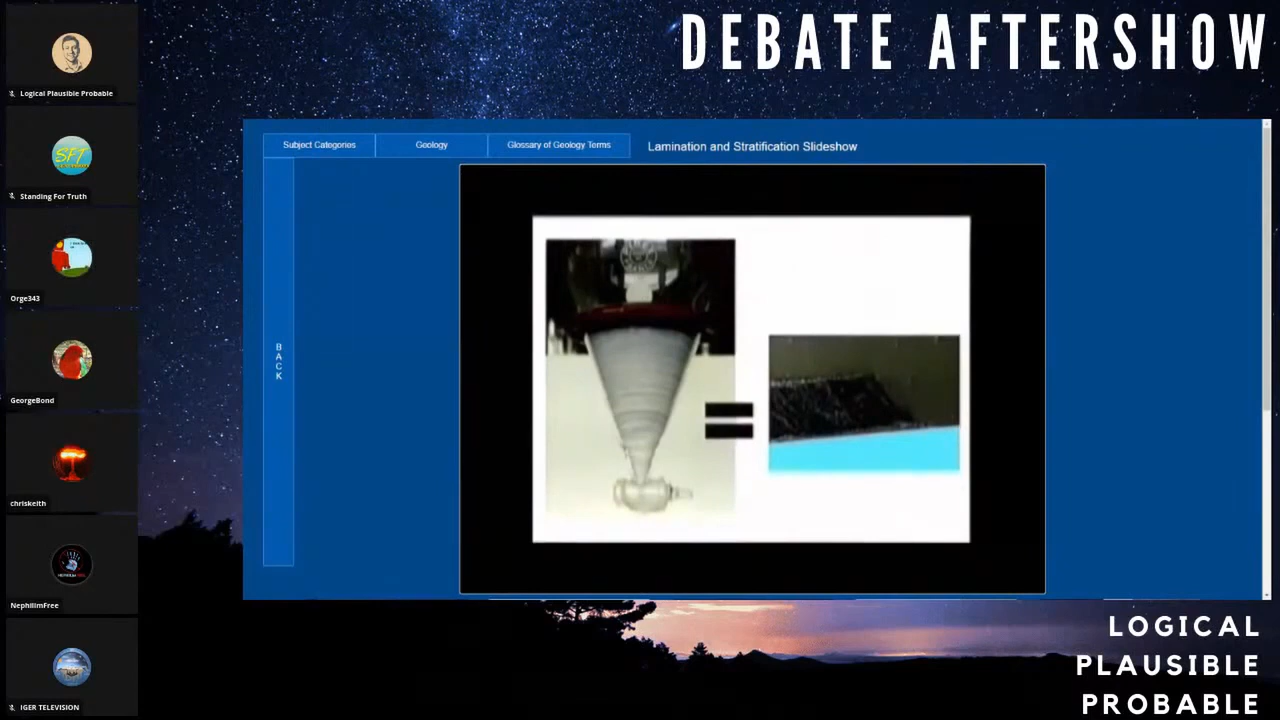 DEBATE AFTERSHOW
Logical Plausible Probable
SFT
Standing For Truth
Orge343
GeorgeBond
chriskeith
NephilimFree
IGER TELEVISION
Subject Categories
Geology
Glossary of Geology Terms
Lamination and Stratification Slideshow
B
A
C
K
=
LOGICAL
PLAUSIBLE
PROBABLE